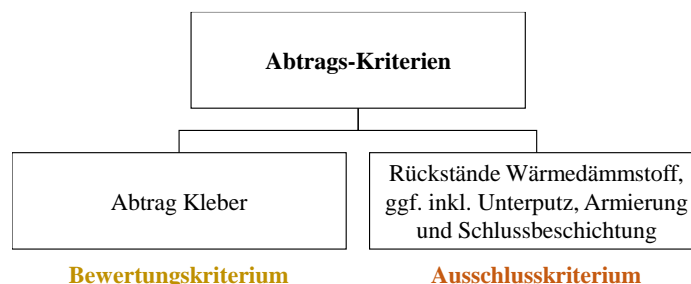 Abtrags-Kriterien
Abtrag Kleber
Rückstände Wärmedämmstoff,
ggf. inkl. Unterputz, Armierung
und Schlussbeschichtung
Bewertungskriterium
Ausschlusskriterium